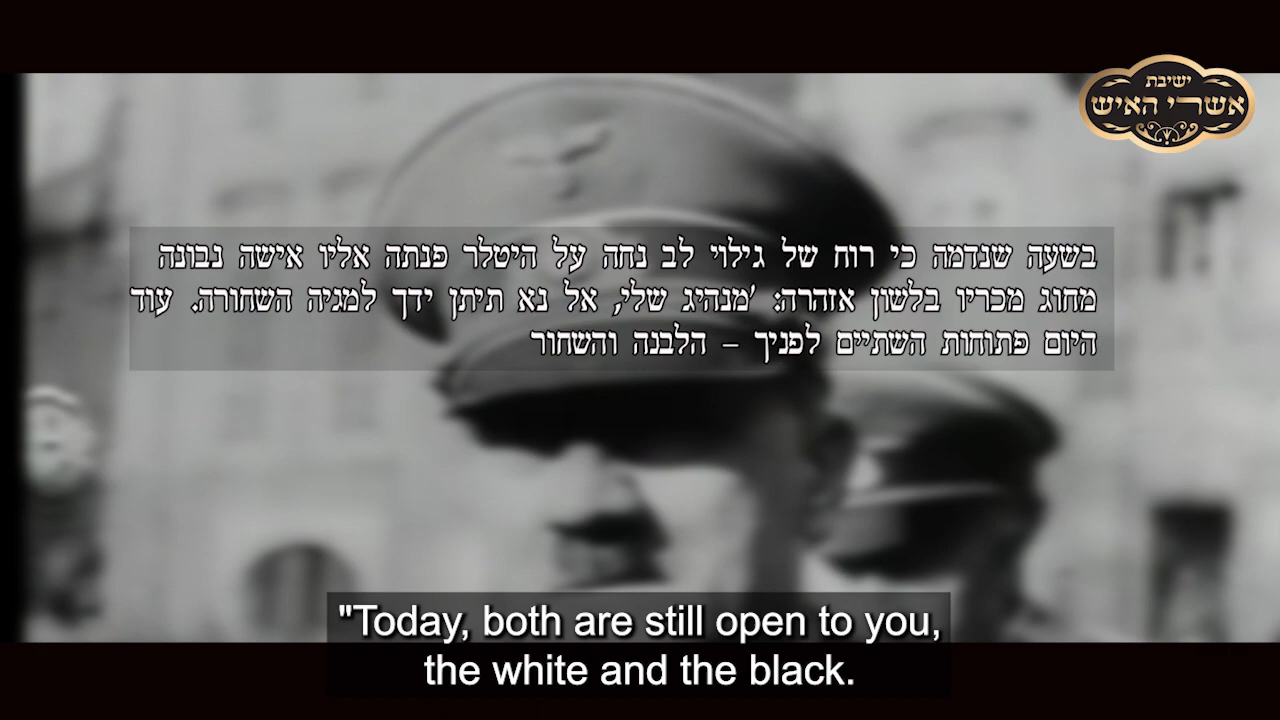 ישיבת
אשרי האיש
בשעה שנדמה כי רוח של גילוי לב נחה על היטלר פנתה אליו אישה נבונה
מחוג מכריו בלשון אזהרה: 'מנהיג שלי, אל נא תיתן ידך למגיה השחורה. עוד
היום פתוחות השתיים לפניך – הלבנה והשחור
"Today, both are still open to you,
the white and the black.